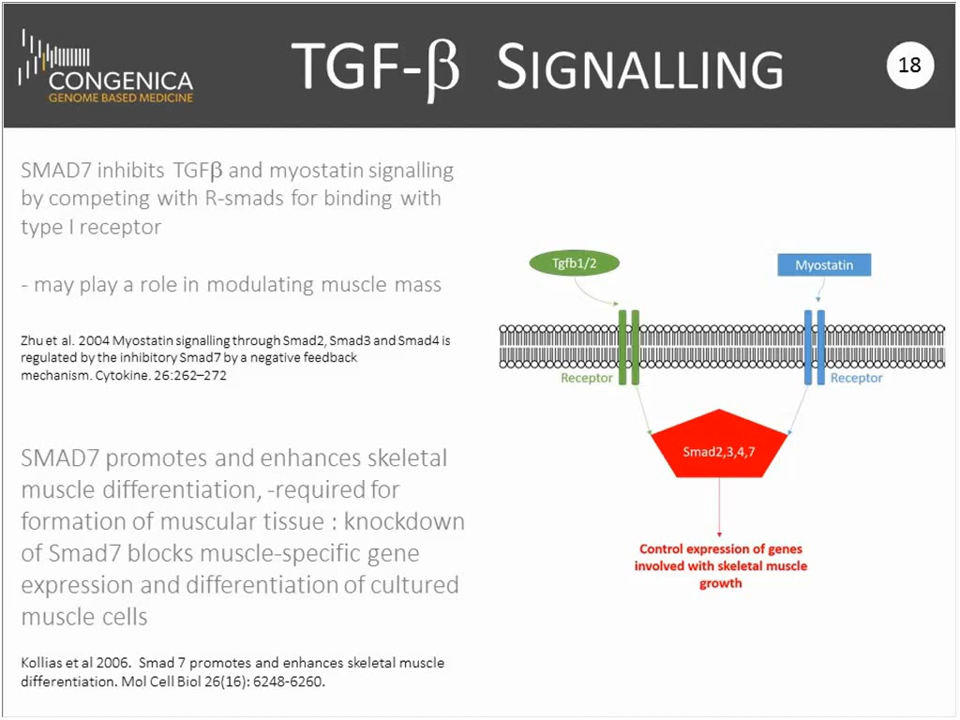 CONGENICA
GENOME BASED MEDICINE
TGF-β SIGNALLING
18
SMAD7 inhibits TGFβ and myostatin signalling
by competing with R-smads for binding with
type I receptor
- may play a role in modulating muscle mass
Zhu et al. 2004 Myostatin signalling through Smad2, Smad3 and Smad4 is
regulated by the inhibitory Smad7 by a negative feedback
mechanism. Cytokine. 26:262–272
SMAD7 promotes and enhances skeletal
muscle differentiation, -required for
formation of muscular tissue : knockdown
of Smad7 blocks muscle-specific gene
expression and differentiation of cultured
muscle cells
Kollias et al 2006. Smad 7 promotes and enhances skeletal muscle
differentiation. Mol Cell Biol 26(16): 6248-6260.
Tgfb1/2
Myostatin
Receptor
Receptor
Smad2,3,4,7
Control expression of genes
involved with skeletal muscle
growth